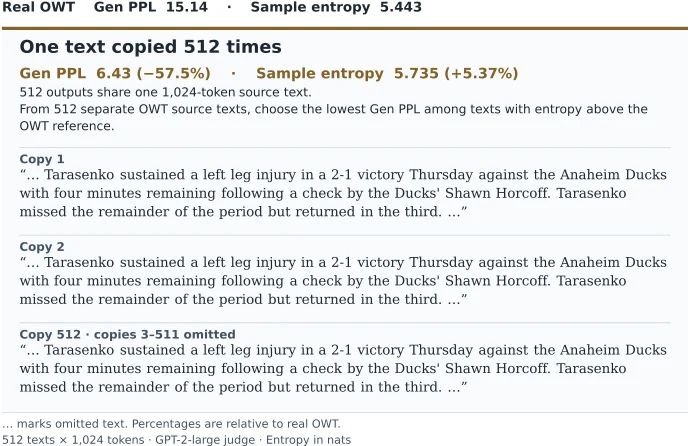 Real OWT Gen PPL 15.14 · Sample entropy 5.443
One text copied 512 times
Gen PPL 6.43 (−57.5%) · Sample entropy 5.735 (+5.37%)
512 outputs share one 1,024-token source text.
From 512 separate OWT source texts, choose the lowest Gen PPL among texts with entropy above the
OWT reference.
Copy 1
“… Tarasenko sustained a left leg injury in a 2-1 victory Thursday against the Anaheim Ducks
with four minutes remaining following a check by the Ducks' Shawn Horcoff. Tarasenko
missed the remainder of the period but returned in the third. …”
Copy 2
“… Tarasenko sustained a left leg injury in a 2-1 victory Thursday against the Anaheim Ducks
with four minutes remaining following a check by the Ducks' Shawn Horcoff. Tarasenko
missed the remainder of the period but returned in the third. …”
Copy 512 · copies 3–511 omitted
“… Tarasenko sustained a left leg injury in a 2-1 victory Thursday against the Anaheim Ducks
with four minutes remaining following a check by the Ducks' Shawn Horcoff. Tarasenko
missed the remainder of the period but returned in the third. …”
… marks omitted text. Percentages are relative to real OWT.
512 texts × 1,024 tokens · GPT-2-large judge · Entropy in nats